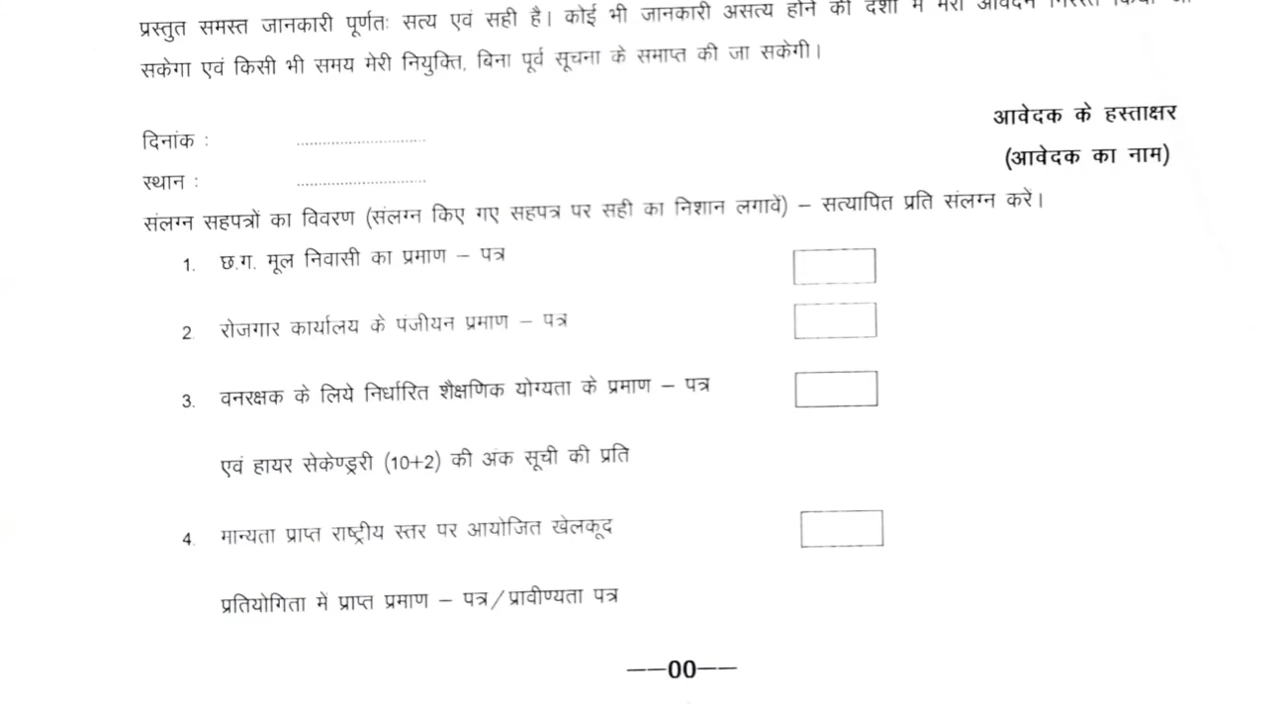 प्रस्तुत समस्त जानकारी पूर्णतः सत्य एवं सही है। कोई भी जानकारी असत्य होने की दशा में मेरा आवेदन निरस्त किया जा
सकेगा एवं किसी भी समय मेरी नियुक्ति, बिना पूर्व सूचना के समाप्त की जा सकेगी।
आवेदक के हस्ताक्षर
दिनांक : ..............................
(आवेदक का नाम)
स्थान : ..............................
संलग्न सहपत्रों का विवरण (संलग्न किए गए सहपत्र पर सही का निशान लगावें) – सत्यापित प्रति संलग्न करें।
1. छ.ग. मूल निवासी का प्रमाण – पत्र
2. रोजगार कार्यालय के पंजीयन प्रमाण – पत्र
3. वनरक्षक के लिये निर्धारित शैक्षणिक योग्यता के प्रमाण – पत्र
एवं हायर सेकेण्ड्री (10+2) की अंक सूची की प्रति
4. मान्यता प्राप्त राष्ट्रीय स्तर पर आयोजित खेलकूद
प्रतियोगिता में प्राप्त प्रमाण – पत्र/प्रावीण्यता पत्र
––00––